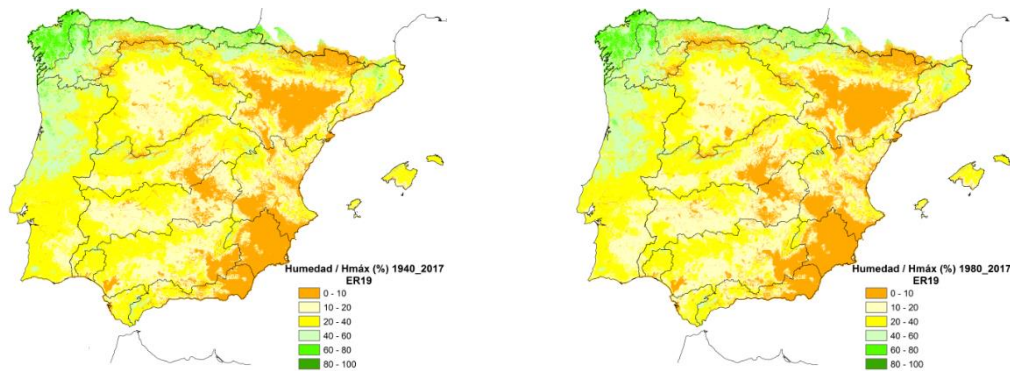 Humedad / Hmáx (%) 1940_2017
ER19
0 - 10
10 - 20
20 - 40
40 - 60
60 - 80
80 - 100
Humedad / Hmáx (%) 1980_2017
ER19
0 - 10
10 - 20
20 - 40
40 - 60
60 - 80
80 - 100